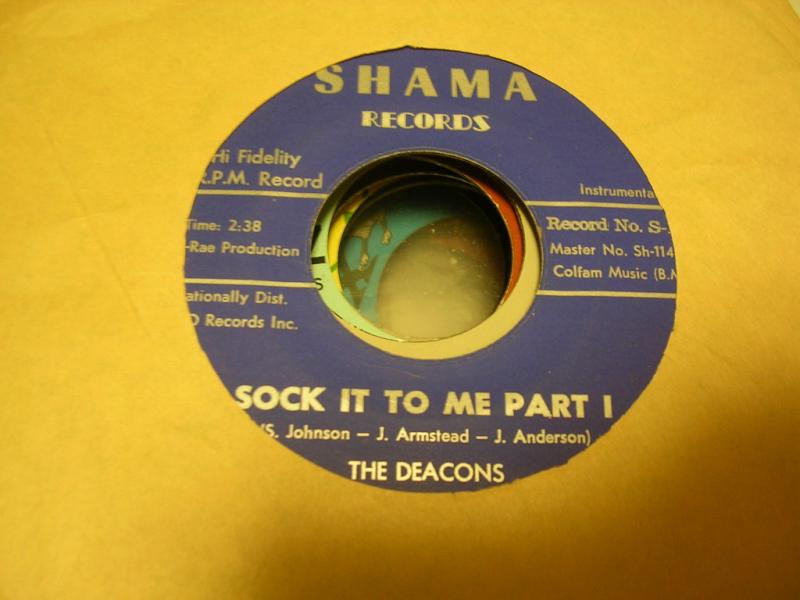 SHAMA
RECORDS
Hi Fidelity
R.P.M. Record
Instrumenta
Time: 2:38
-Rae Production
Record No. S-
Master No. Sh-114
Colfam Music (B.M
ationally Dist.
Records Inc.
SOCK IT TO ME PART I
(S. Johnson — J. Armstead — J. Anderson)
THE DEACONS